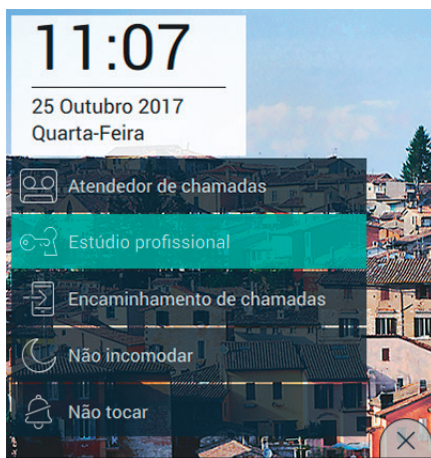 11:07
25 Outubro 2017
Quarta-Feira
Atendedor de chamadas
Estúdio profissional
Encaminhamento de chamadas
Não incomodar
Não tocar